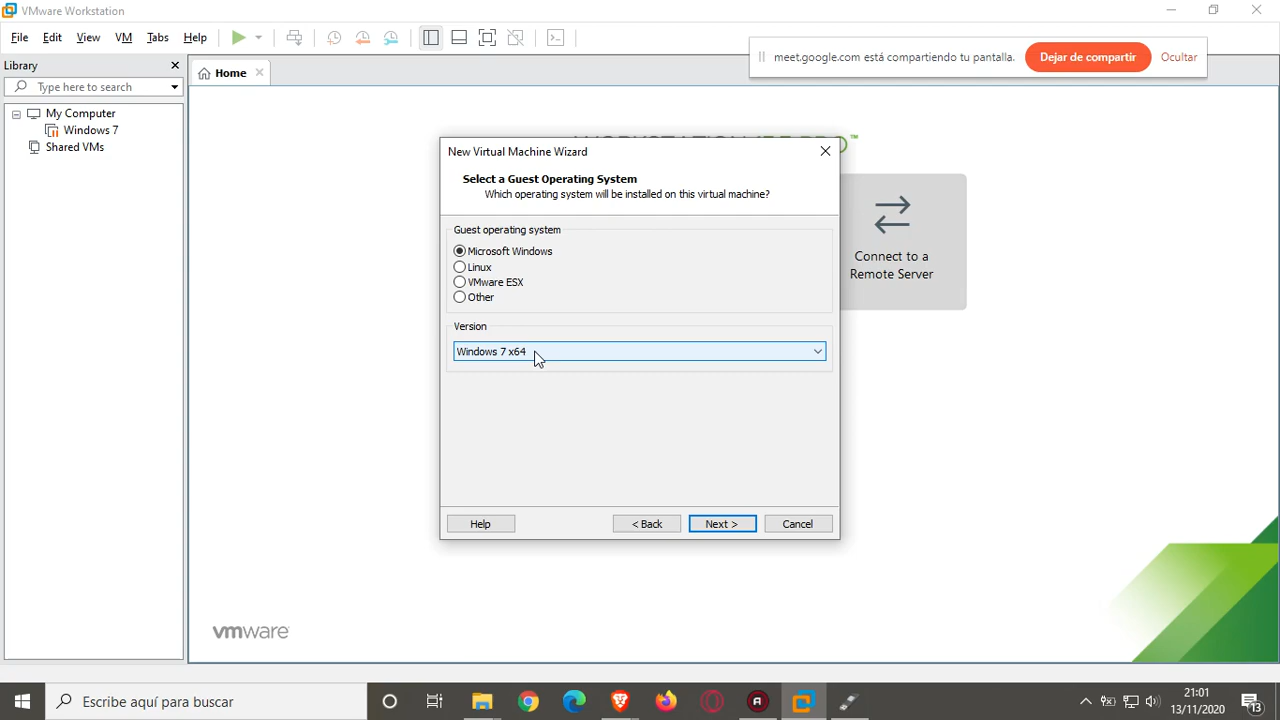 VMware Workstation
File Edit View VM Tabs Help
meet.google.com está compartiendo tu pantalla. Dejar de compartir Ocultar
Library
Home
Type here to search
My Computer
Windows 7
Shared VMs
New Virtual Machine Wizard
Select a Guest Operating System
Which operating system will be installed on this virtual machine?
Guest operating system
Microsoft Windows
Linux
VMware ESX
Other
Connect to a
Remote Server
Version
Windows 7 x64
Help < Back Next > Cancel
vmware
Escribe aquí para buscar
21:01
13/11/2020
13